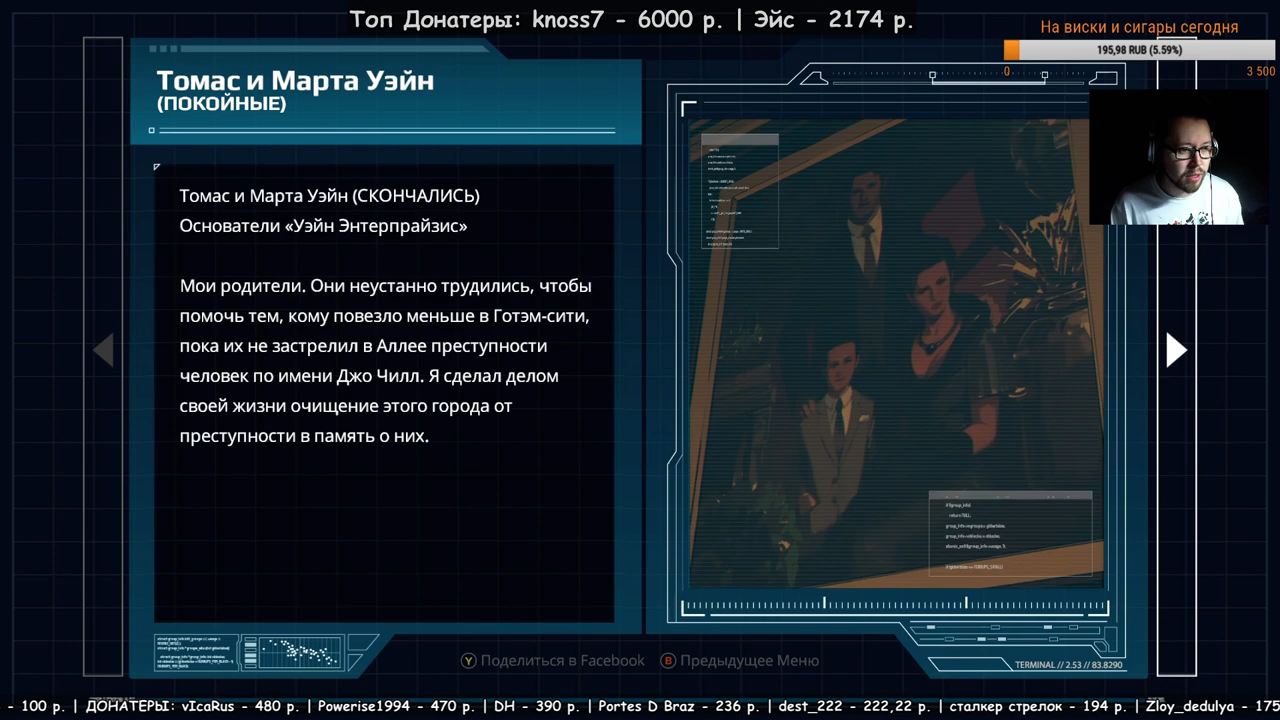 Топ Донатеры: knoss7 - 6000 р. | Эйс - 2174 р.
На виски и сигары сегодня
195,98 RUB (5.59%)
0
3 500
Томас и Марта Уэйн
(ПОКОЙНЫЕ)
Томас и Марта Уэйн (СКОНЧАЛИСЬ)
Основатели «Уэйн Энтерпрайзис»
Мои родители. Они неустанно трудились, чтобы
помочь тем, кому повезло меньше в Готэм-сити,
пока их не застрелил в Аллее преступности
человек по имени Джо Чилл. Я сделал делом
своей жизни очищение этого города от
преступности в память о них.
Y Поделиться в Facebook B Предыдущее Меню
TERMINAL // 2.53 // 83.8290
- 100 р. | ДОНАТЕРЫ: vIcaRus - 480 р. | Powerise1994 - 470 р. | DH - 390 р. | Portes D Braz - 236 р. | dest_222 - 222,22 р. | сталкер стрелок - 194 р. | Zloy_dedulya - 175